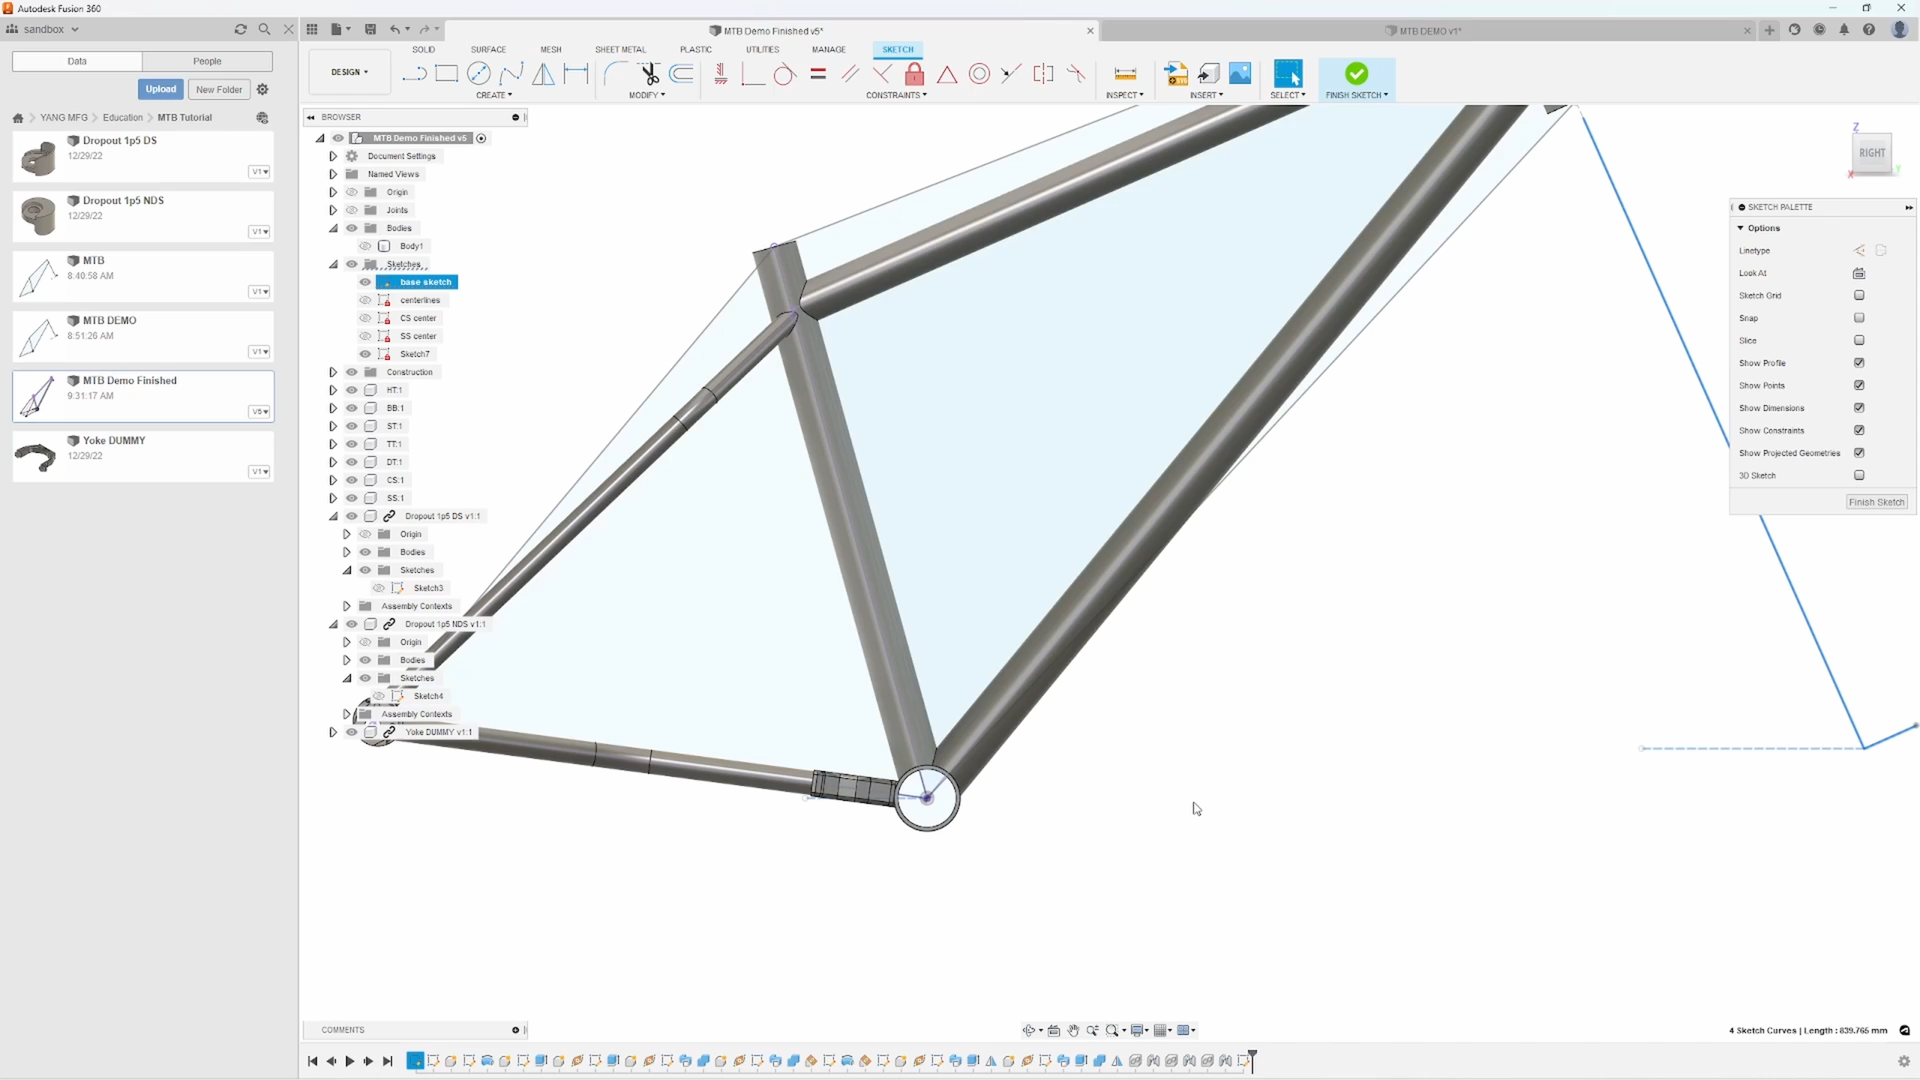 Autodesk Fusion 360
sandbox
MTB Demo Finished v5*
MTB DEMO v1*
Data
People
Upload
New Folder
YANG MFG
Education
MTB Tutorial
Dropout 1p5 DS
12/29/22
V1
Dropout 1p5 NDS
12/29/22
V1
MTB
8:40:58 AM
V1
MTB DEMO
8:51:26 AM
V1
MTB Demo Finished
9:31:17 AM
V5
Yoke DUMMY
12/29/22
V1
DESIGN
SOLID
SURFACE
MESH
SHEET METAL
PLASTIC
UTILITIES
MANAGE
SKETCH
CREATE
MODIFY
CONSTRAINTS
INSPECT
INSERT
SELECT
FINISH SKETCH
BROWSER
MTB Demo Finished v5
Document Settings
Named Views
Origin
Joints
Bodies
Body1
Sketches
base sketch
centerlines
CS center
SS center
Sketch7
Construction
HT:1
BB:1
ST:1
TT:1
DT:1
CS:1
SS:1
Dropout 1p5 DS v1:1
Origin
Bodies
Sketches
Sketch3
Assembly Contexts
Dropout 1p5 NDS v1:1
Origin
Bodies
Sketches
Sketch4
Assembly Contexts
Yoke DUMMY v1:1
Z
RIGHT
X
Y
SKETCH PALETTE
Options
Linetype
Look At
Sketch Grid
Snap
Slice
Show Profile
Show Points
Show Dimensions
Show Constraints
Show Projected Geometries
3D Sketch
Finish Sketch
COMMENTS
4 Sketch Curves | Length : 839.765 mm